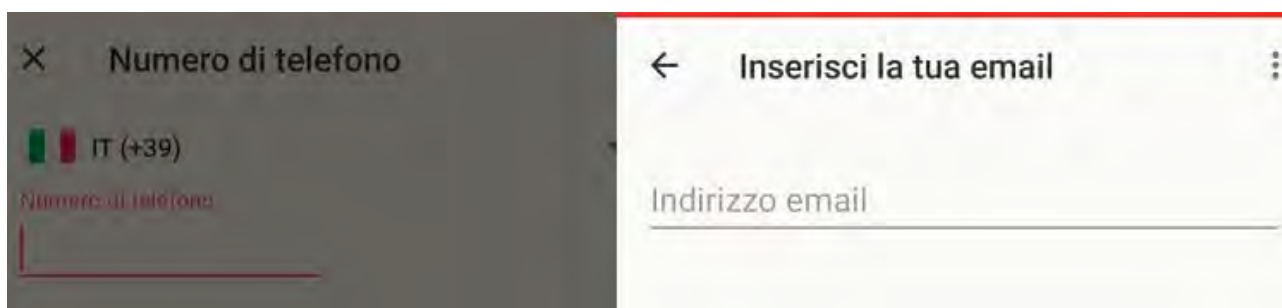 Numero di telefono
IT (+39)
Numero di telefono
Inserisci la tua email
Indirizzo email